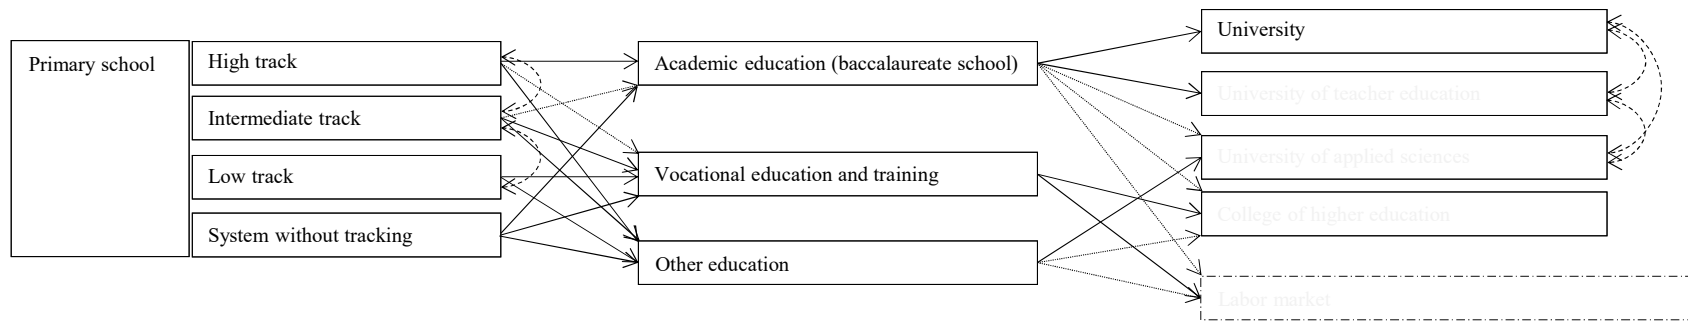 Primary school
High track
Intermediate track
Low track
System without tracking
Academic education (baccalaureate school)
Vocational education and training
Other education
University
University of teacher education
University of applied sciences
College of higher education
Labor market